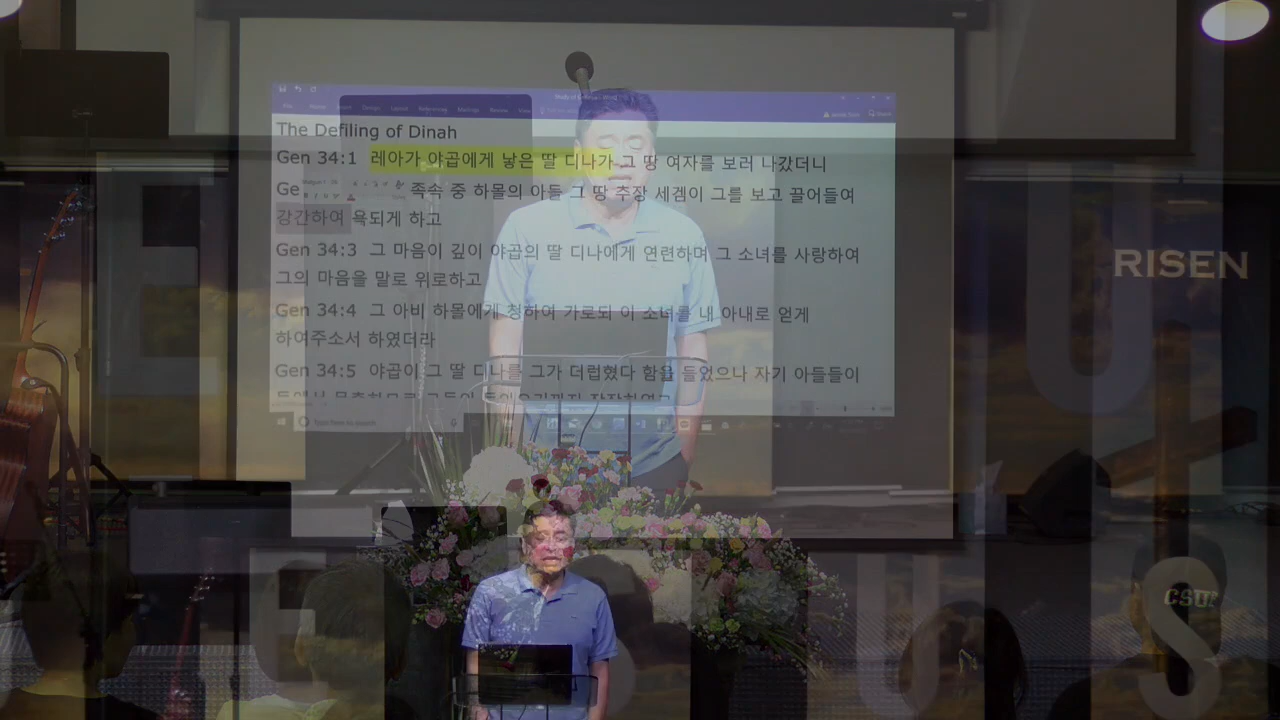 The Defiling of Dinah
Gen 34:1 레아가 야곱에게 낳은 딸 디나가 그 땅 여자를 보러 나갔더니
Ge 족속 중 하몰의 아들 그 땅 추장 세겜이 그를 보고 끌어들여
강간하여 욕되게 하고
Gen 34:3 그 마음이 깊이 야곱의 딸 디나에게 연련하며 그 소녀를 사랑하여
그의 마음을 말로 위로하고
Gen 34:4 그 아비 하몰에게 청하여 가로되 이 소녀를 내 아내로 얻게
하여주소서 하였더라
Gen 34:5 야곱이 그 딸 디나를 그가 더럽혔다 함을 들었으나 자기 아들들이
RISEN
E U
E S U S